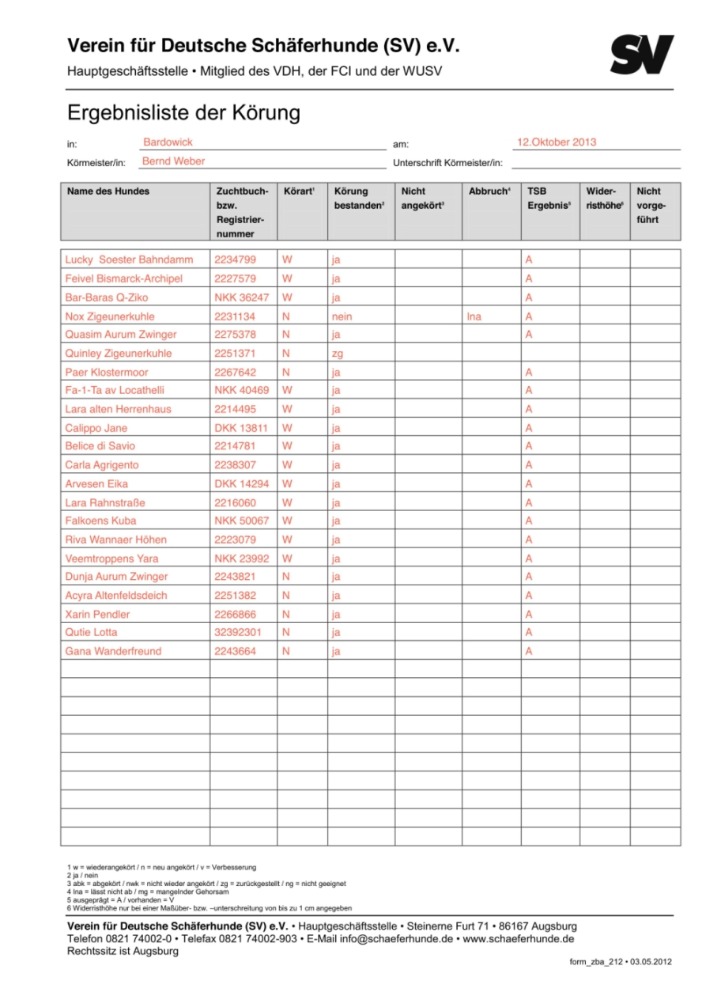 Verein für Deutsche Schäferhunde (SV) e.V.
Hauptgeschäftsstelle • Mitglied des VDH, der FCI und der WUSV
SV
Ergebnisliste der Körung
in: Bardowick am: 12.Oktober 2013
Körmeister/in: Bernd Weber Unterschrift Körmeister/in:
Name des Hundes Zuchtbuch- Körart¹ Körung Nicht Abbruch⁴ TSB Wider- Nicht
bzw. bestanden² angekört³ Ergebnis⁵ risthöhe⁶ vorge-
Registrier- führt
nummer
Lucky Soester Bahndamm 2234799 W ja A
Feivel Bismarck-Archipel 2227579 W ja A
Bar-Baras Q-Ziko NKK 36247 W ja A
Nox Zigeunerkuhle 2231134 N nein lna A
Quasim Aurum Zwinger 2275378 N ja A
Quinley Zigeunerkuhle 2251371 N zg
Paer Klostermoor 2267642 N ja A
Fa-1-Ta av Locathelli NKK 40469 W ja A
Lara alten Herrenhaus 2214495 W ja A
Calippo Jane DKK 13811 W ja A
Belice di Savio 2214781 W ja A
Carla Agrigento 2238307 W ja A
Arvesen Eika DKK 14294 W ja A
Lara Rahnstraße 2216060 W ja A
Falkoens Kuba NKK 50067 W ja A
Riva Wannaer Höhen 2223079 W ja A
Veemtroppens Yara NKK 23992 W ja A
Dunja Aurum Zwinger 2243821 N ja A
Acyra Altenfeldsdeich 2251382 N ja A
Xarin Pendler 2266866 N ja A
Qutie Lotta 32392301 N ja A
Gana Wanderfreund 2243664 N ja A
1 w = wiederangekört / n = neu angekört / v = Verbesserung
2 ja / nein
3 abk = abgekört / nwk = nicht wieder angekört / zg = zurückgestellt / ng = nicht geeignet
4 lna = lässt nicht ab / mg = mangelnder Gehorsam
5 ausgeprägt = A / vorhanden = V
6 Widerristhöhe nur bei einer Maßüber- bzw. –unterschreitung von bis zu 1 cm angegeben
Verein für Deutsche Schäferhunde (SV) e.V. • Hauptgeschäftsstelle • Steinerne Furt 71 • 86167 Augsburg
Telefon 0821 74002-0 • Telefax 0821 74002-903 • E-Mail info@schaeferhunde.de • www.schaeferhunde.de
Rechtssitz ist Augsburg
form_zba_212 • 03.05.2012